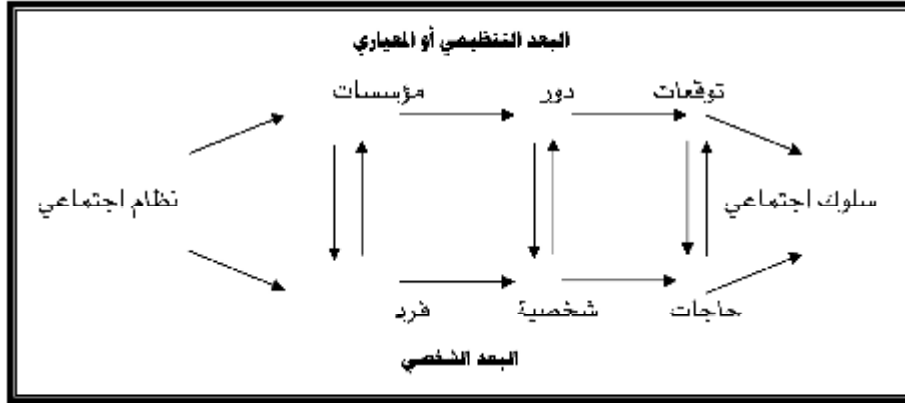 البعد التنظيمي أو المعياري
مؤسسات دور توقعات
نظام اجتماعي سلوك اجتماعي
فرد شخصية حاجات
البعد الشخصي